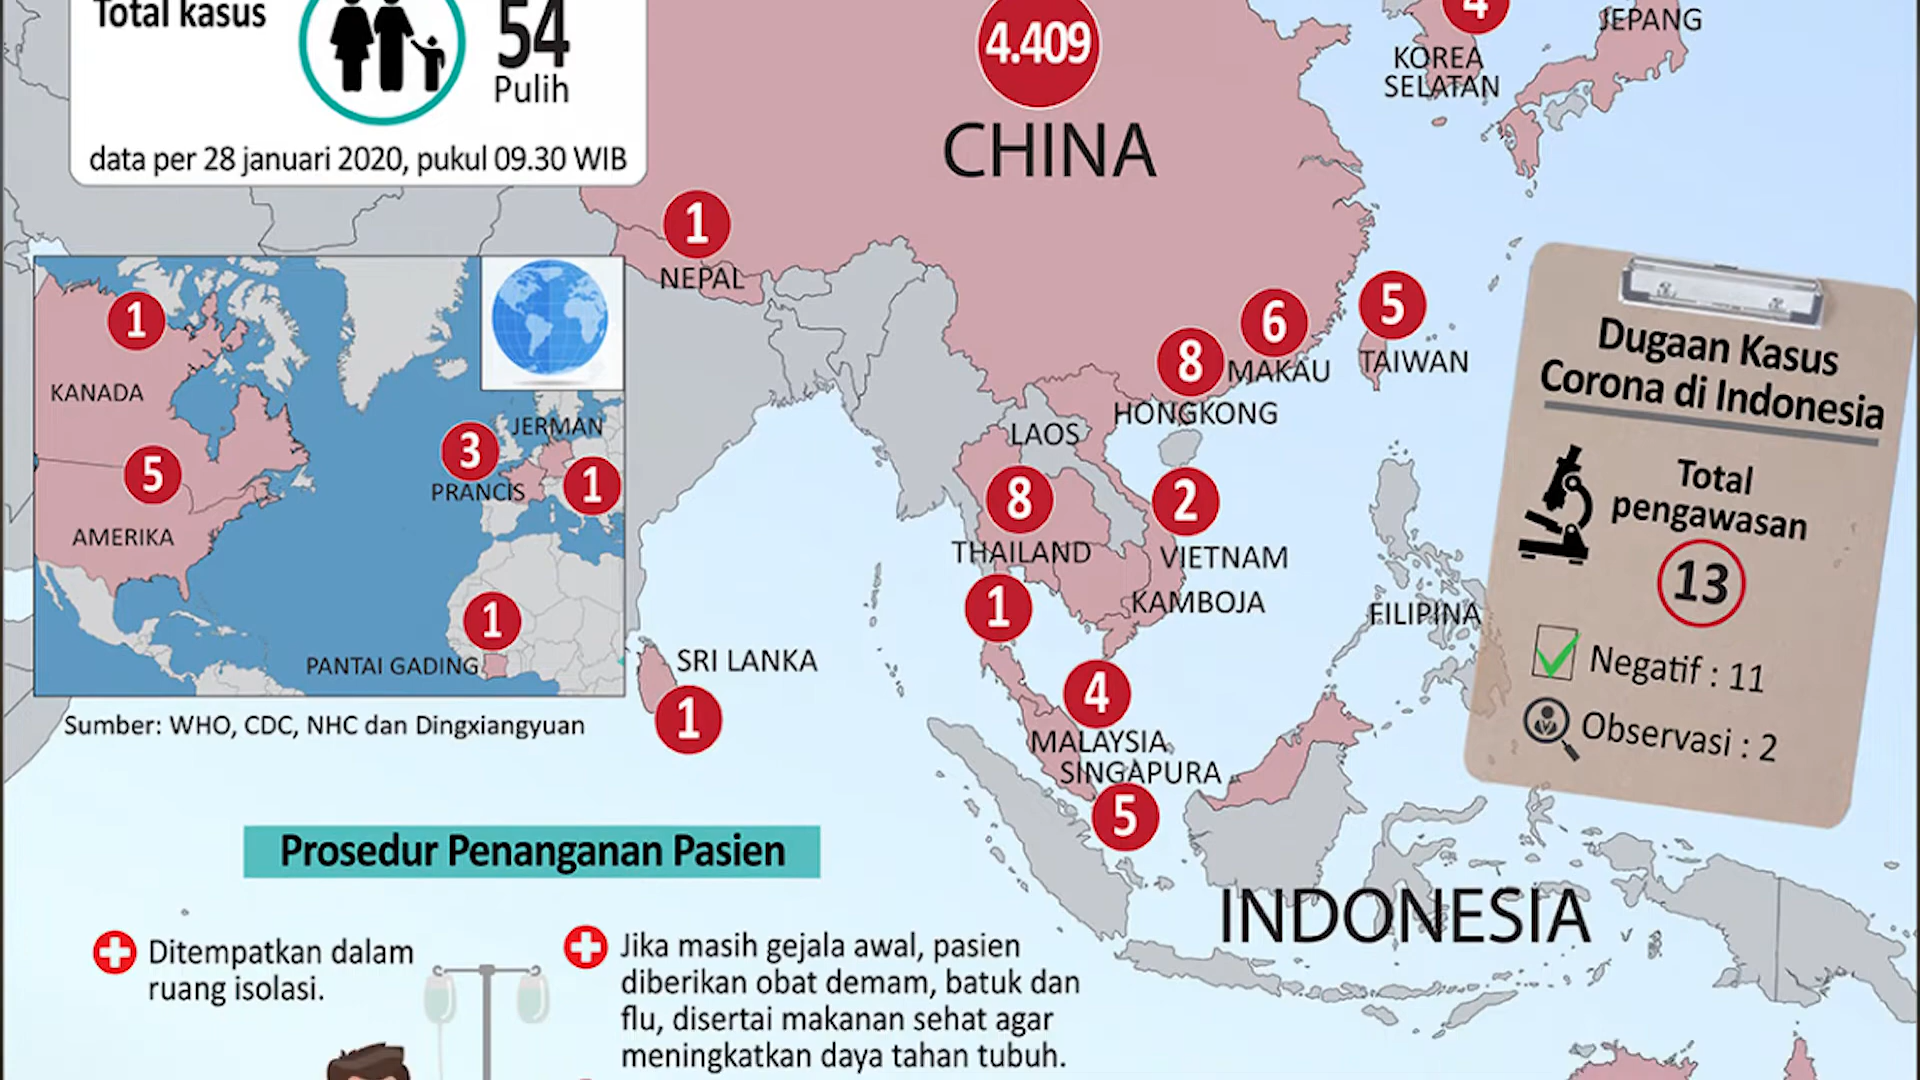 Total kasus
54
Pulih
data per 28 januari 2020, pukul 09.30 WIB
4.409
CHINA
4
KOREA
SELATAN
JEPANG
1
NEPAL
1
KANADA
5
AMERIKA
JERMAN
3
PRANCIS
1
1
PANTAI GADING
Sumber: WHO, CDC, NHC dan Dingxiangyuan
SRI LANKA
1
6
MAKAU
5
TAIWAN
8
HONGKONG
LAOS
8
THAILAND
2
VIETNAM
1
KAMBOJA
FILIPINA
4
MALAYSIA
SINGAPURA
5
INDONESIA
Dugaan Kasus
Corona di Indonesia
Total
pengawasan
13
Negatif : 11
Observasi : 2
Prosedur Penanganan Pasien
Ditempatkan dalam
ruang isolasi.
Jika masih gejala awal, pasien
diberikan obat demam, batuk dan
flu, disertai makanan sehat agar
meningkatkan daya tahan tubuh.